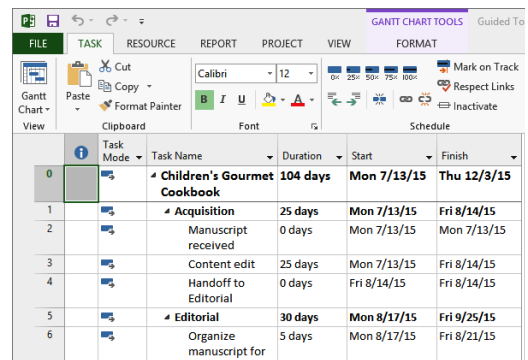 GANTT CHART TOOLS Guided To
FILE TASK RESOURCE REPORT PROJECT VIEW FORMAT
Gantt Chart
Paste
Cut
Copy
Format Painter
Calibri 12
B I U A
0% 25% 50% 75% 100%
Mark on Track
Respect Links
Inactivate
View Clipboard Font Schedule
Task Mode Task Name Duration Start Finish
0 Children's Gourmet Cookbook 104 days Mon 7/13/15 Thu 12/3/15
1 Acquisition 25 days Mon 7/13/15 Fri 8/14/15
2 Manuscript received 0 days Mon 7/13/15 Mon 7/13/15
3 Content edit 25 days Mon 7/13/15 Fri 8/14/15
4 Handoff to Editorial 0 days Fri 8/14/15 Fri 8/14/15
5 Editorial 30 days Mon 8/17/15 Fri 9/25/15
6 Organize manuscript for 5 days Mon 8/17/15 Fri 8/21/15